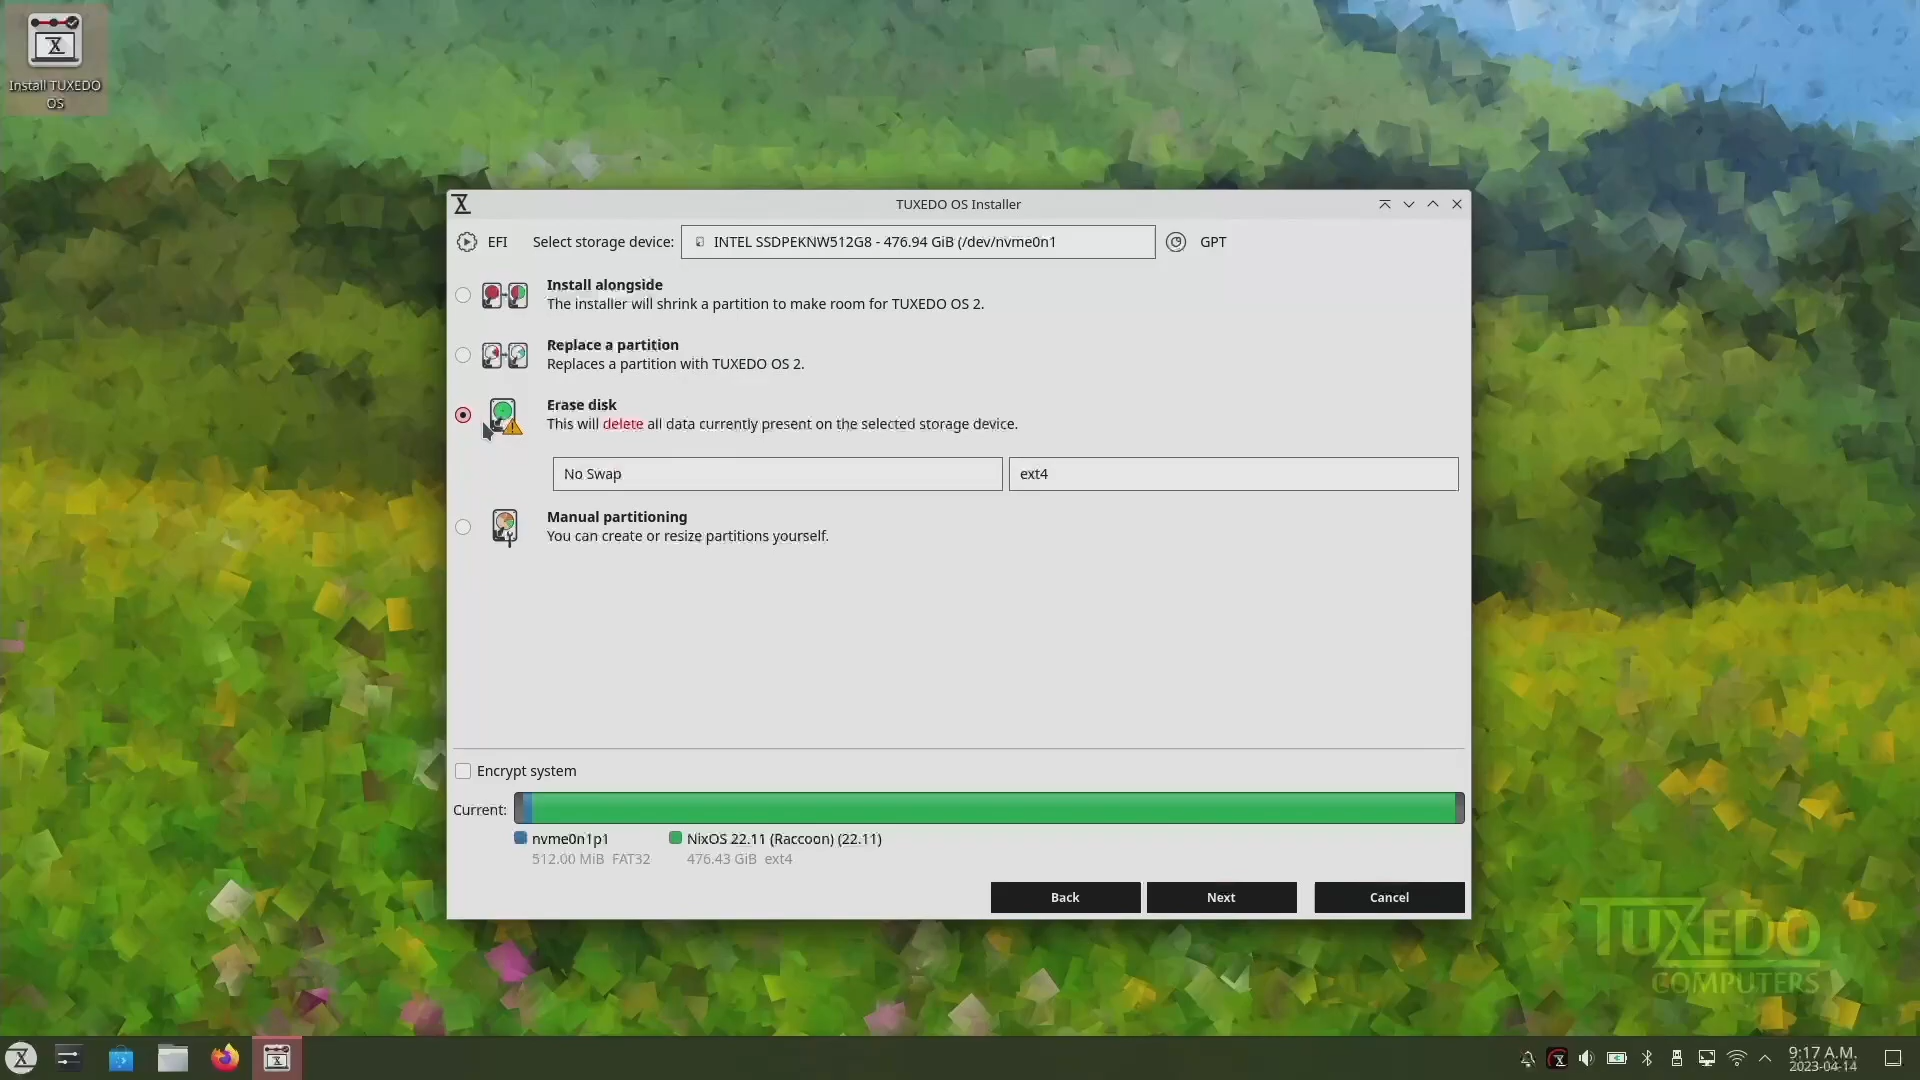 Install TUXEDO
OS
TUXEDO OS Installer
EFI
Select storage device:
INTEL SSDPEKNW512G8 - 476.94 GiB (/dev/nvme0n1
GPT
Install alongside
The installer will shrink a partition to make room for TUXEDO OS 2.
Replace a partition
Replaces a partition with TUXEDO OS 2.
Erase disk
This will delete all data currently present on the selected storage device.
No Swap
ext4
Manual partitioning
You can create or resize partitions yourself.
Encrypt system
Current:
nvme0n1p1
512.00 MiB FAT32
NixOS 22.11 (Raccoon) (22.11)
476.43 GiB ext4
Back
Next
Cancel
TUXEDO
COMPUTERS
9:17 A.M.
2023-04-14